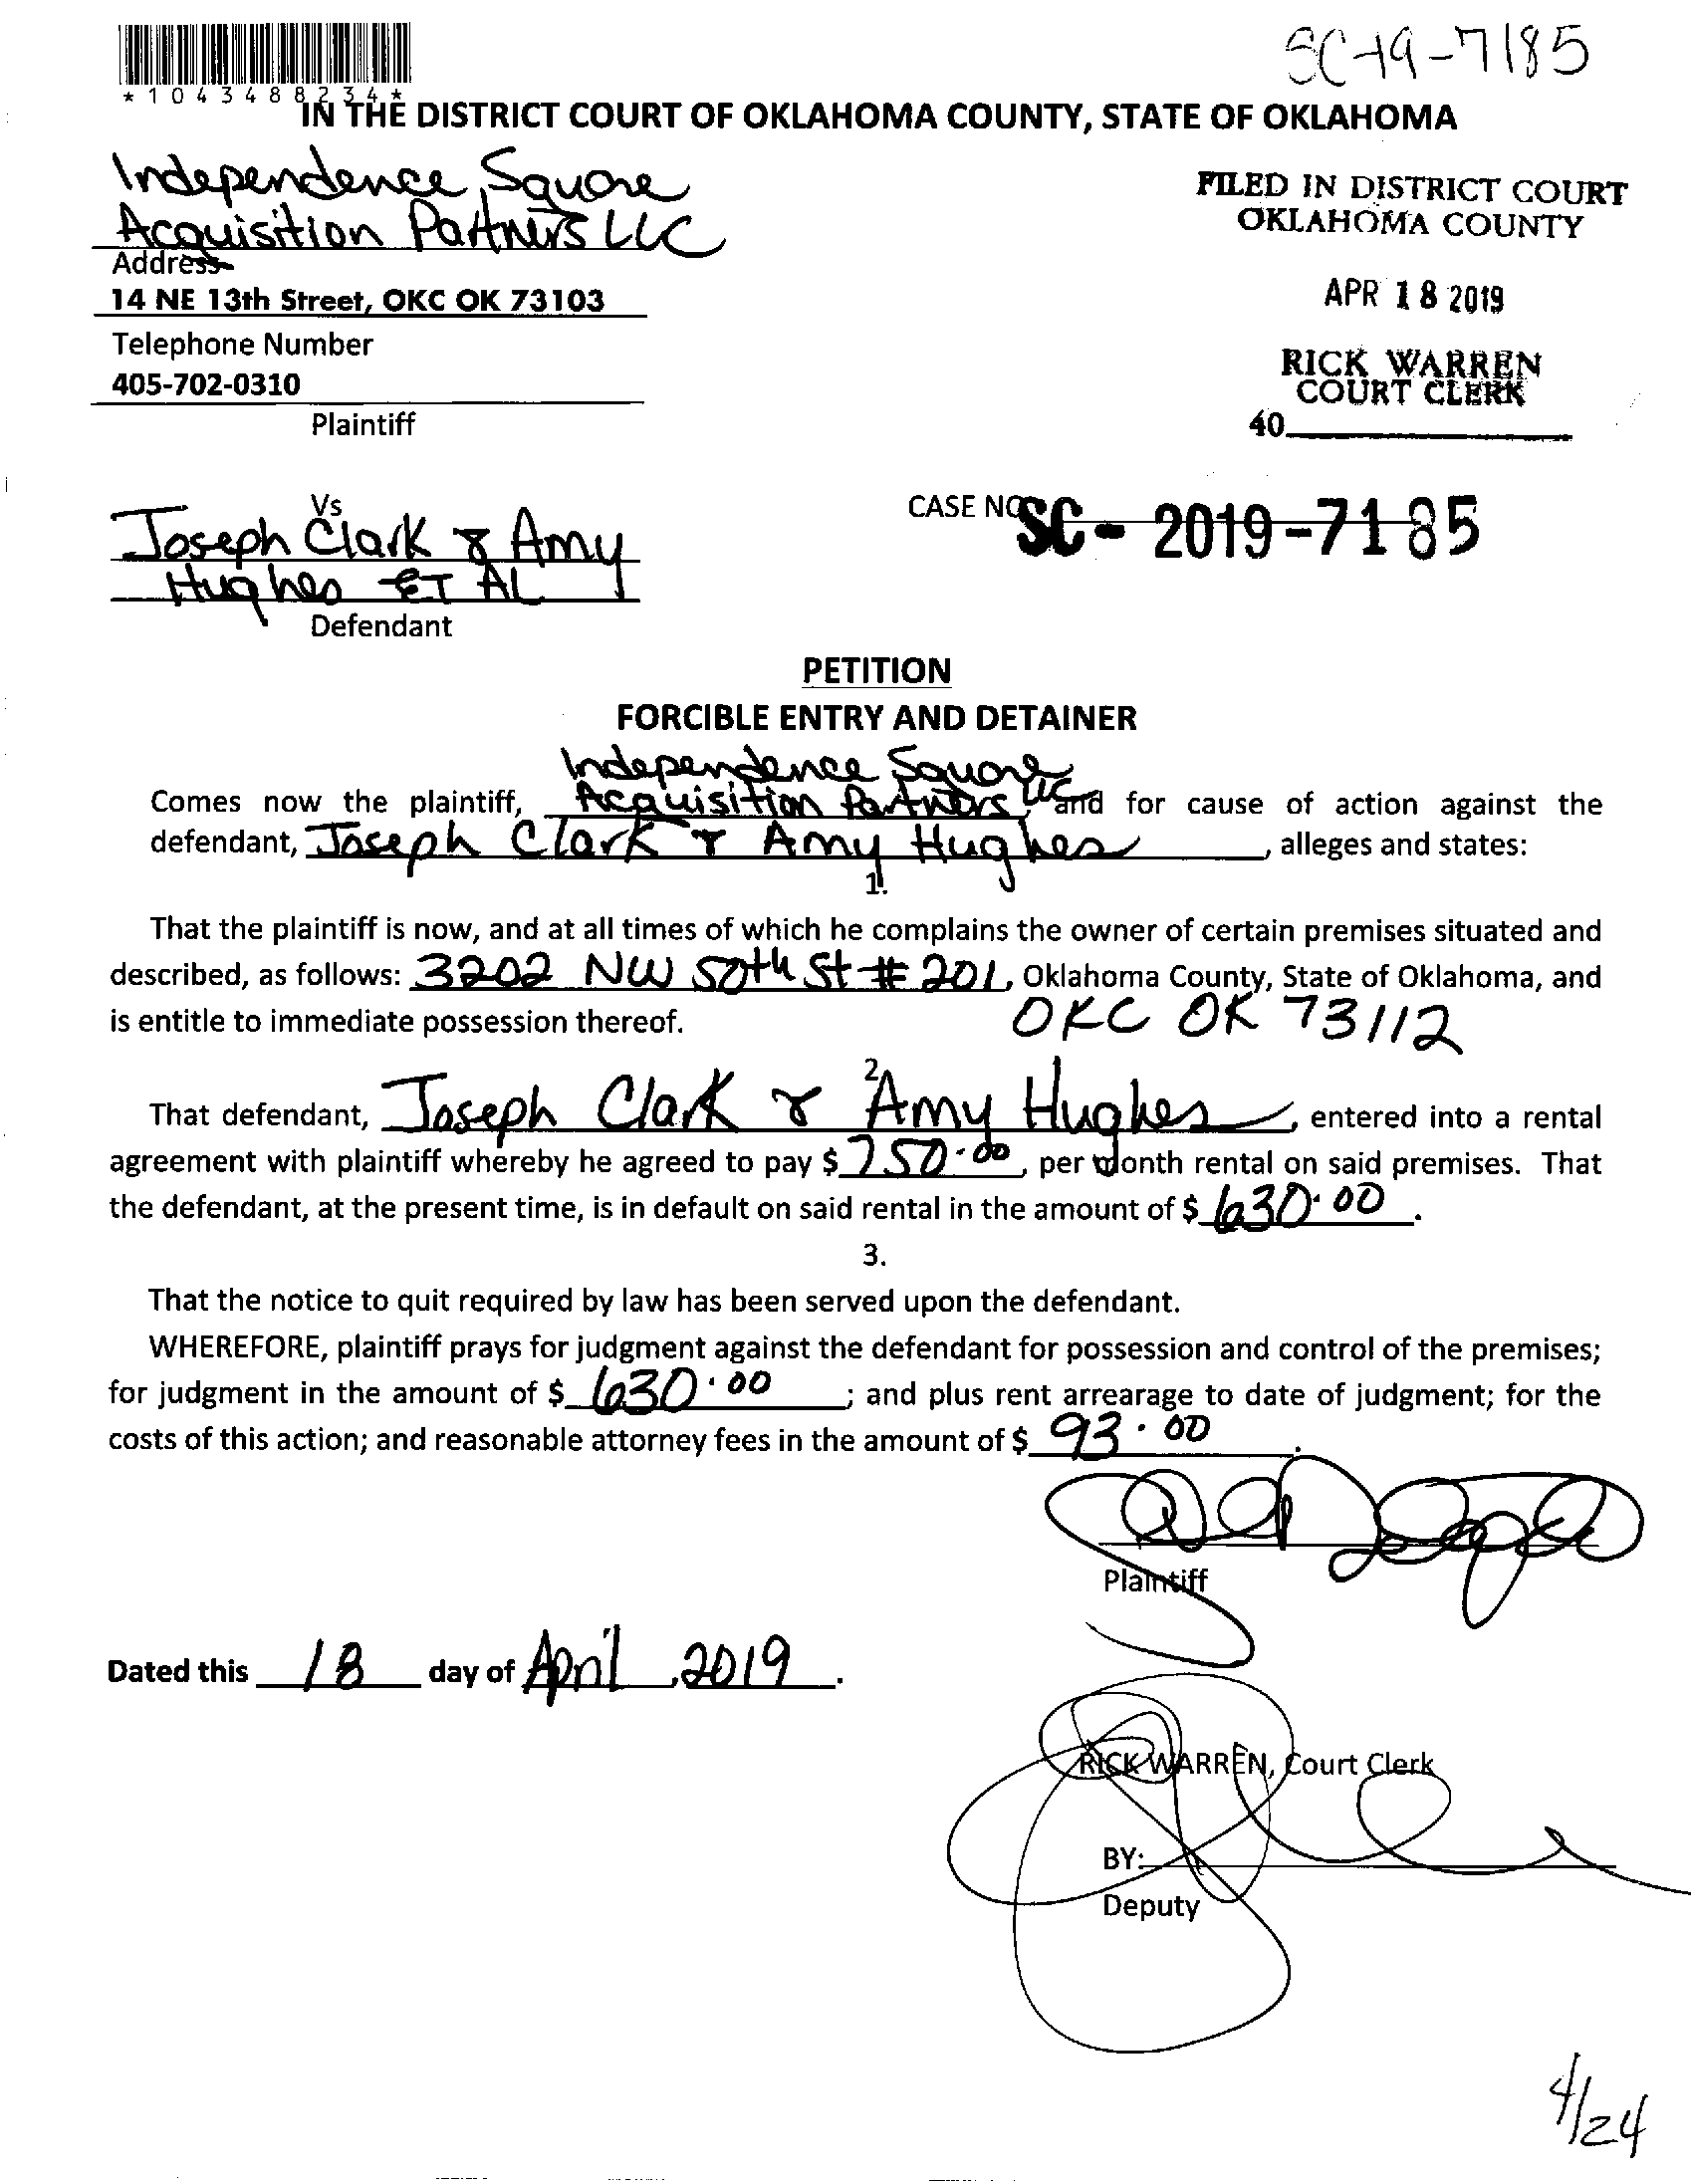 SC-19-7185
*1043488234*
IN THE DISTRICT COURT OF OKLAHOMA COUNTY, STATE OF OKLAHOMA
Independence Square
Acquisition Partners LLC
Address
14 NE 13th Street, OKC OK 73103
Telephone Number
405-702-0310
Plaintiff
FILED IN DISTRICT COURT
OKLAHOMA COUNTY
APR 18 2019
RICK WARREN
COURT CLERK
40
Vs
Joseph Clark & Amy
Hughes ET AL
Defendant
CASE NO SC - 2019-7185
PETITION
FORCIBLE ENTRY AND DETAINER
Independence Square
Comes now the plaintiff, Acquisition Partners LLC, and for cause of action against the
defendant, Joseph Clark & Amy Hughes, alleges and states:
1.
That the plaintiff is now, and at all times of which he complains the owner of certain premises situated and
described, as follows: 3202 NW 50th St # 201, Oklahoma County, State of Oklahoma, and
is entitle to immediate possession thereof. OKC OK 73112
2.
That defendant, Joseph Clark & Amy Hughes, entered into a rental
agreement with plaintiff whereby he agreed to pay $ 750.00, per month rental on said premises. That
the defendant, at the present time, is in default on said rental in the amount of $ 630.00.
3.
That the notice to quit required by law has been served upon the defendant.
WHEREFORE, plaintiff prays for judgment against the defendant for possession and control of the premises;
for judgment in the amount of $ 630.00; and plus rent arrearage to date of judgment; for the
costs of this action; and reasonable attorney fees in the amount of $ 93.00.
Plaintiff
Dated this 18 day of April, 2019.
RICK WARREN, Court Clerk
BY:
Deputy
4/24